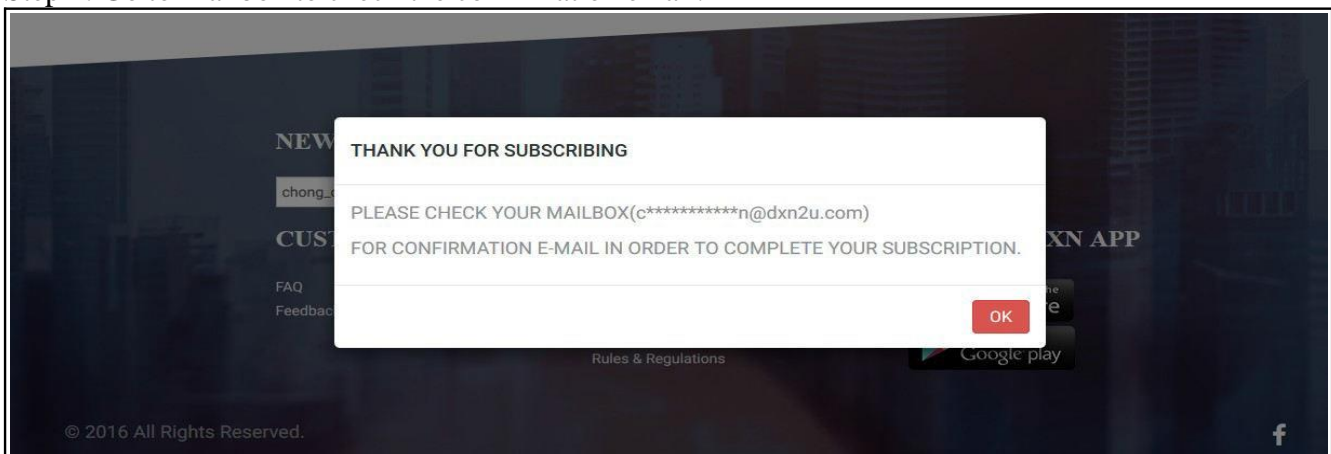 NEW
THANK YOU FOR SUBSCRIBING
chong_
PLEASE CHECK YOUR MAILBOX(c***********n@dxn2u.com)
CUST
FOR CONFIRMATION E-MAIL IN ORDER TO COMPLETE YOUR SUBSCRIPTION.
XN APP
FAQ
Feedbac
OK
Rules & Regulations
Google play
© 2016 All Rights Reserved.
f